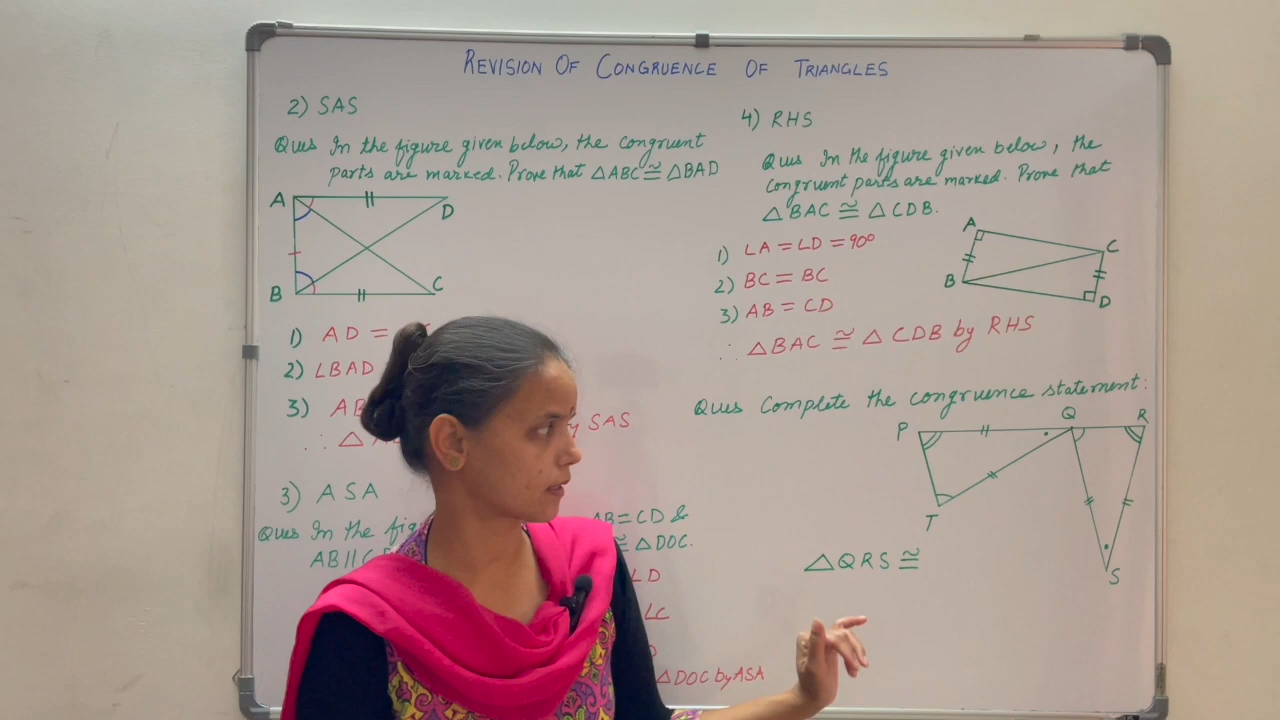 REVISION OF CONGRUENCE OF TRIANGLES
2) SAS
Ques In the figure given below, the congruent
parts are marked. Prove that △ABC ≅ △BAD
A
D
B
C
1) AD =
2) ∠BAD
3) AB
∴ △ SAS
3) ASA
Ques In the AB = CD &
AB || ≅ △DOC.
∠D
∠C
△DOC by ASA
4) RHS
Ques In the figure given below, the
congruent parts are marked. Prove that
△BAC ≅ △CDB.
A
C
B
D
1) ∠A = ∠D = 90°
2) BC = BC
3) AB = CD
∴ △BAC ≅ △CDB by RHS
Ques Complete the congruence statement:
P
Q
R
T
S
△QRS ≅